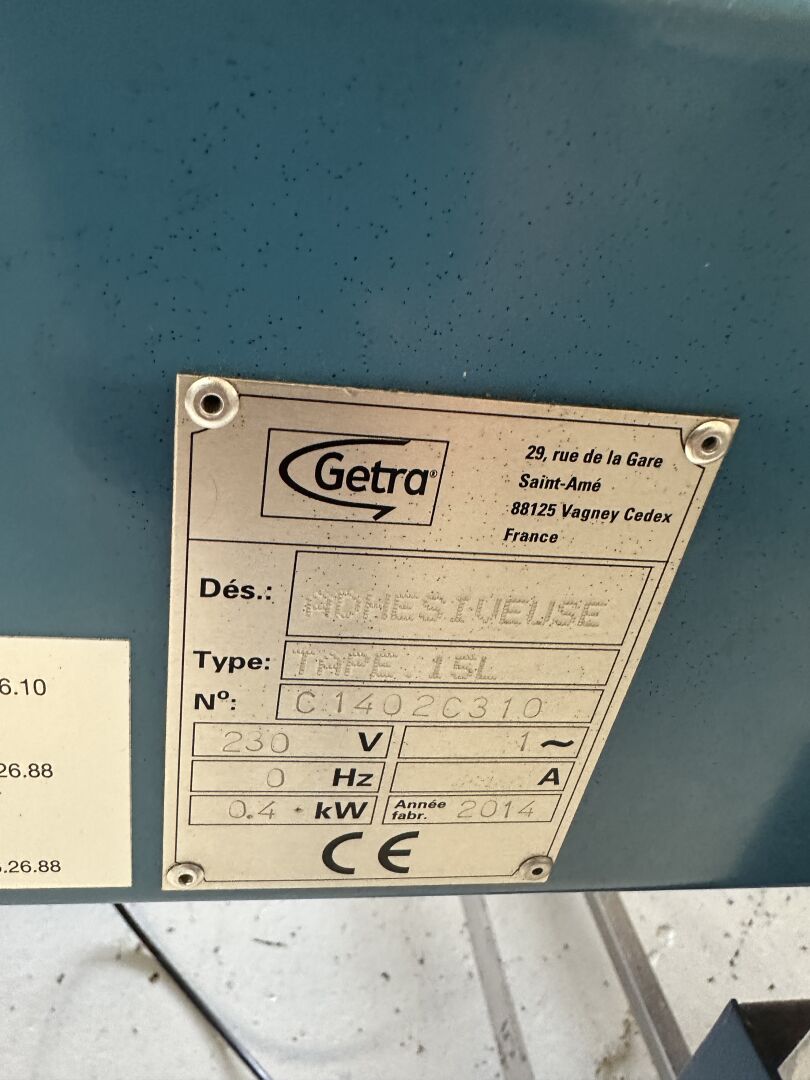 Getra®
29, rue de la Gare
Saint-Amé
88125 Vagney Cedex
France
Dés.: ADHESIVEUSE
Type: TAPE 15L
Nº: C1402C310
230 V 1 ~
0 Hz A
0.4 kW Année fabr. 2014
CE
6.10
26.88
.26.88